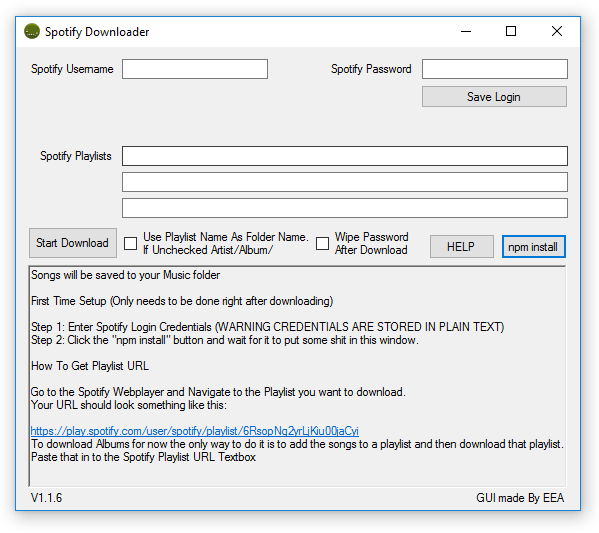 Spotify Downloader
Spotify Username
Spotify Password
Save Login
Spotify Playlists
Start Download
Use Playlist Name As Folder Name.
If Unchecked Artist/Album/
Wipe Password
After Download
HELP
npm install
Songs will be saved to your Music folder
First Time Setup (Only needs to be done right after downloading)
Step 1: Enter Spotify Login Credentials (WARNING CREDENTIALS ARE STORED IN PLAIN TEXT)
Step 2: Click the "npm install" button and wait for it to put some shit in this window.
How To Get Playlist URL
Go to the Spotify Webplayer and Navigate to the Playlist you want to download.
Your URL should look something like this:
https://play.spotify.com/user/spotify/playlist/6RsopNq2yrLjKiu00jaCyi
To download Albums for now the only way to do it is to add the songs to a playlist and then download that playlist.
Paste that in to the Spotify Playlist URL Textbox
V1.1.6
GUI made By EEA